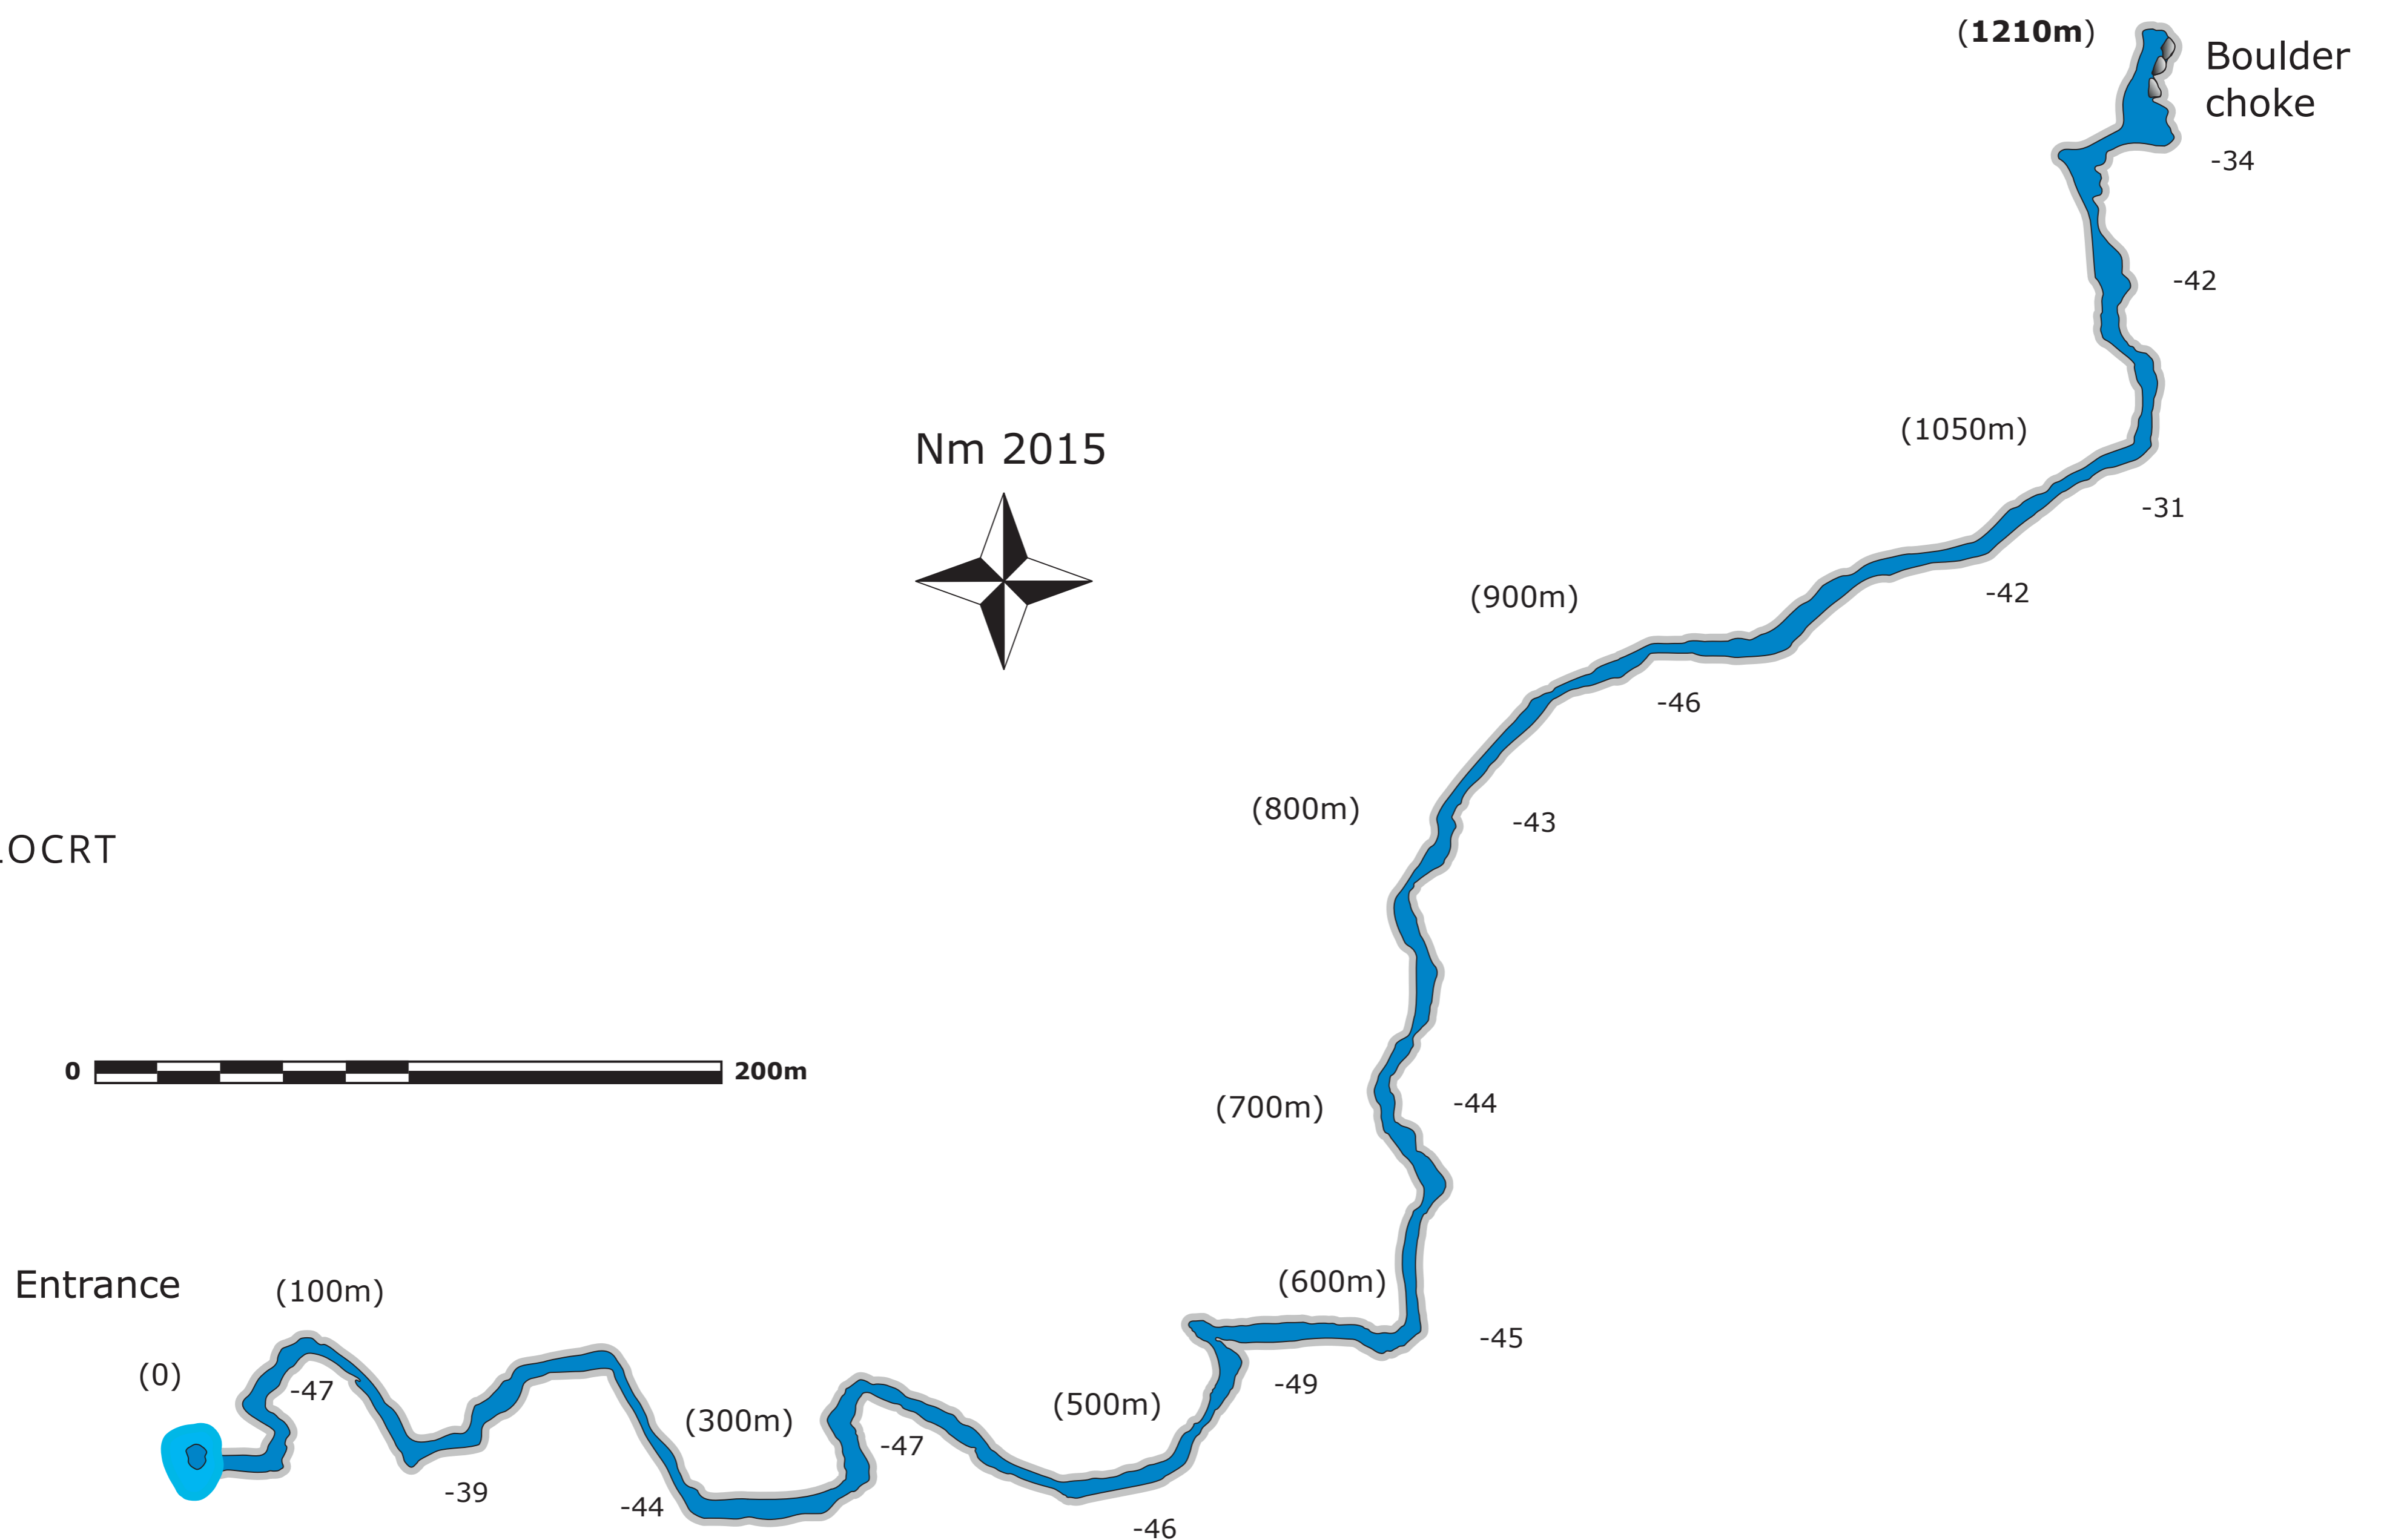 (1210m)
Boulder
choke
-34
-42
(1050m)
Nm 2015
-31
-42
(900m)
-46
(800m)
-43
OCRT
0
200m
(700m)
-44
Entrance
(100m)
(600m)
-45
(0)
-47
-49
(500m)
(300m)
-47
-39
-44
-46